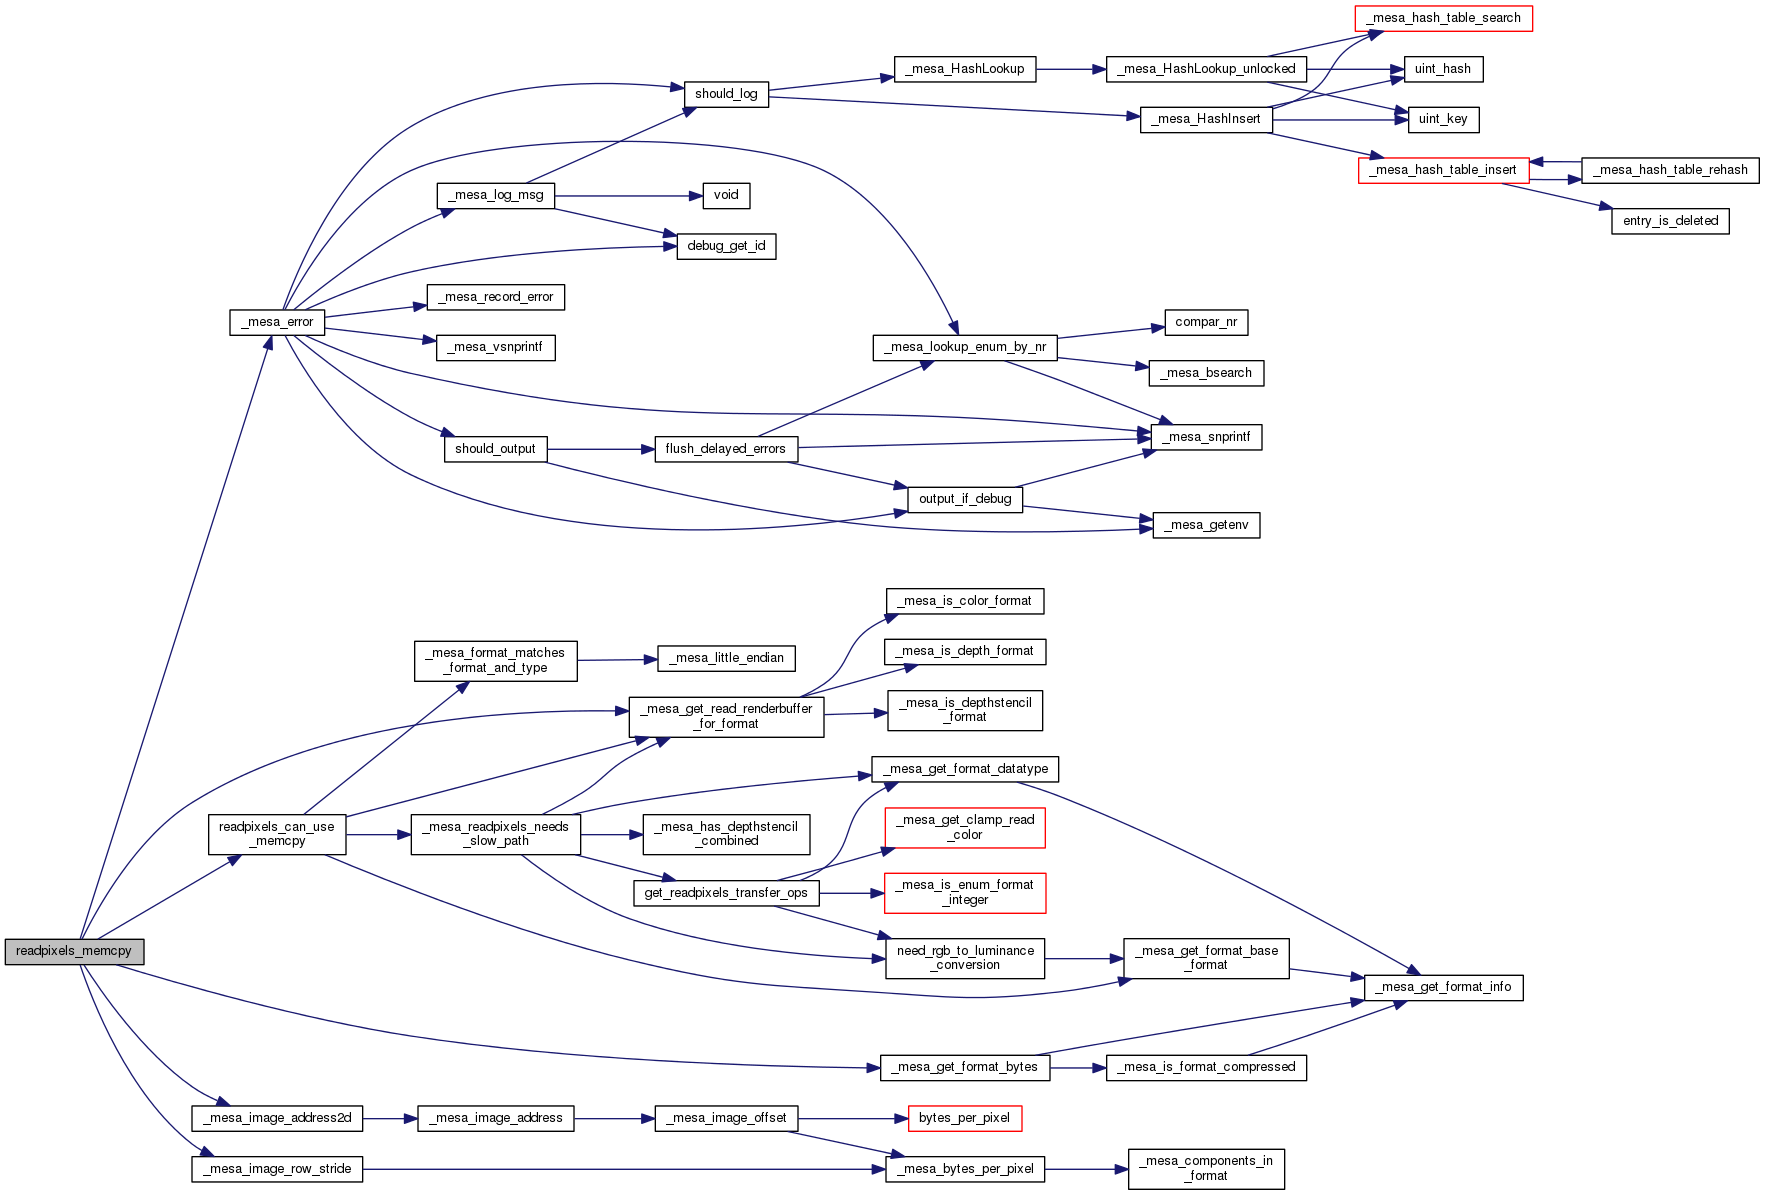 _mesa_hash_table_search
_mesa_HashLookup
_mesa_HashLookup_unlocked
uint_hash
should_log
_mesa_HashInsert
uint_key
_mesa_hash_table_insert
_mesa_hash_table_rehash
_mesa_log_msg
void
entry_is_deleted
debug_get_id
_mesa_record_error
_mesa_error
compar_nr
_mesa_vsnprintf
_mesa_lookup_enum_by_nr
_mesa_bsearch
_mesa_snprintf
should_output
flush_delayed_errors
output_if_debug
_mesa_getenv
_mesa_is_color_format
_mesa_format_matches
_format_and_type
_mesa_little_endian
_mesa_is_depth_format
_mesa_get_read_renderbuffer
_for_format
_mesa_is_depthstencil
_format
_mesa_get_format_datatype
readpixels_can_use
_memcpy
_mesa_readpixels_needs
_slow_path
_mesa_has_depthstencil
_combined
_mesa_get_clamp_read
_color
get_readpixels_transfer_ops
_mesa_is_enum_format
_integer
readpixels_memcpy
need_rgb_to_luminance
_conversion
_mesa_get_format_base
_format
_mesa_get_format_info
_mesa_get_format_bytes
_mesa_is_format_compressed
_mesa_image_address2d
_mesa_image_address
_mesa_image_offset
bytes_per_pixel
_mesa_image_row_stride
_mesa_bytes_per_pixel
_mesa_components_in
_format